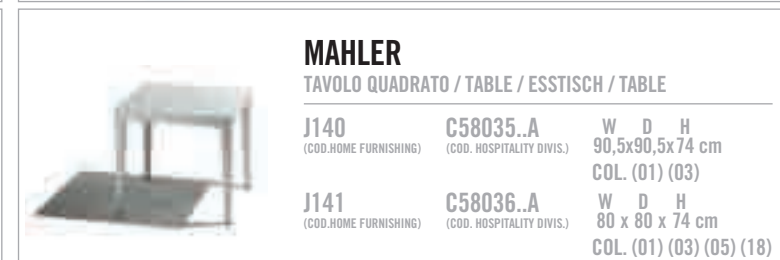 MAHLER
TAVOLO QUADRATO / TABLE / ESSTISCH / TABLE
J140 C58035..A W D H
(COD.HOME FURNISHING) (COD. HOSPITALITY DIVIS.) 90,5x90,5x74 cm
COL. (01) (03)
J141 C58036..A W D H
(COD.HOME FURNISHING) (COD. HOSPITALITY DIVIS.) 80 x 80 x 74 cm
COL. (01) (03) (05) (18)